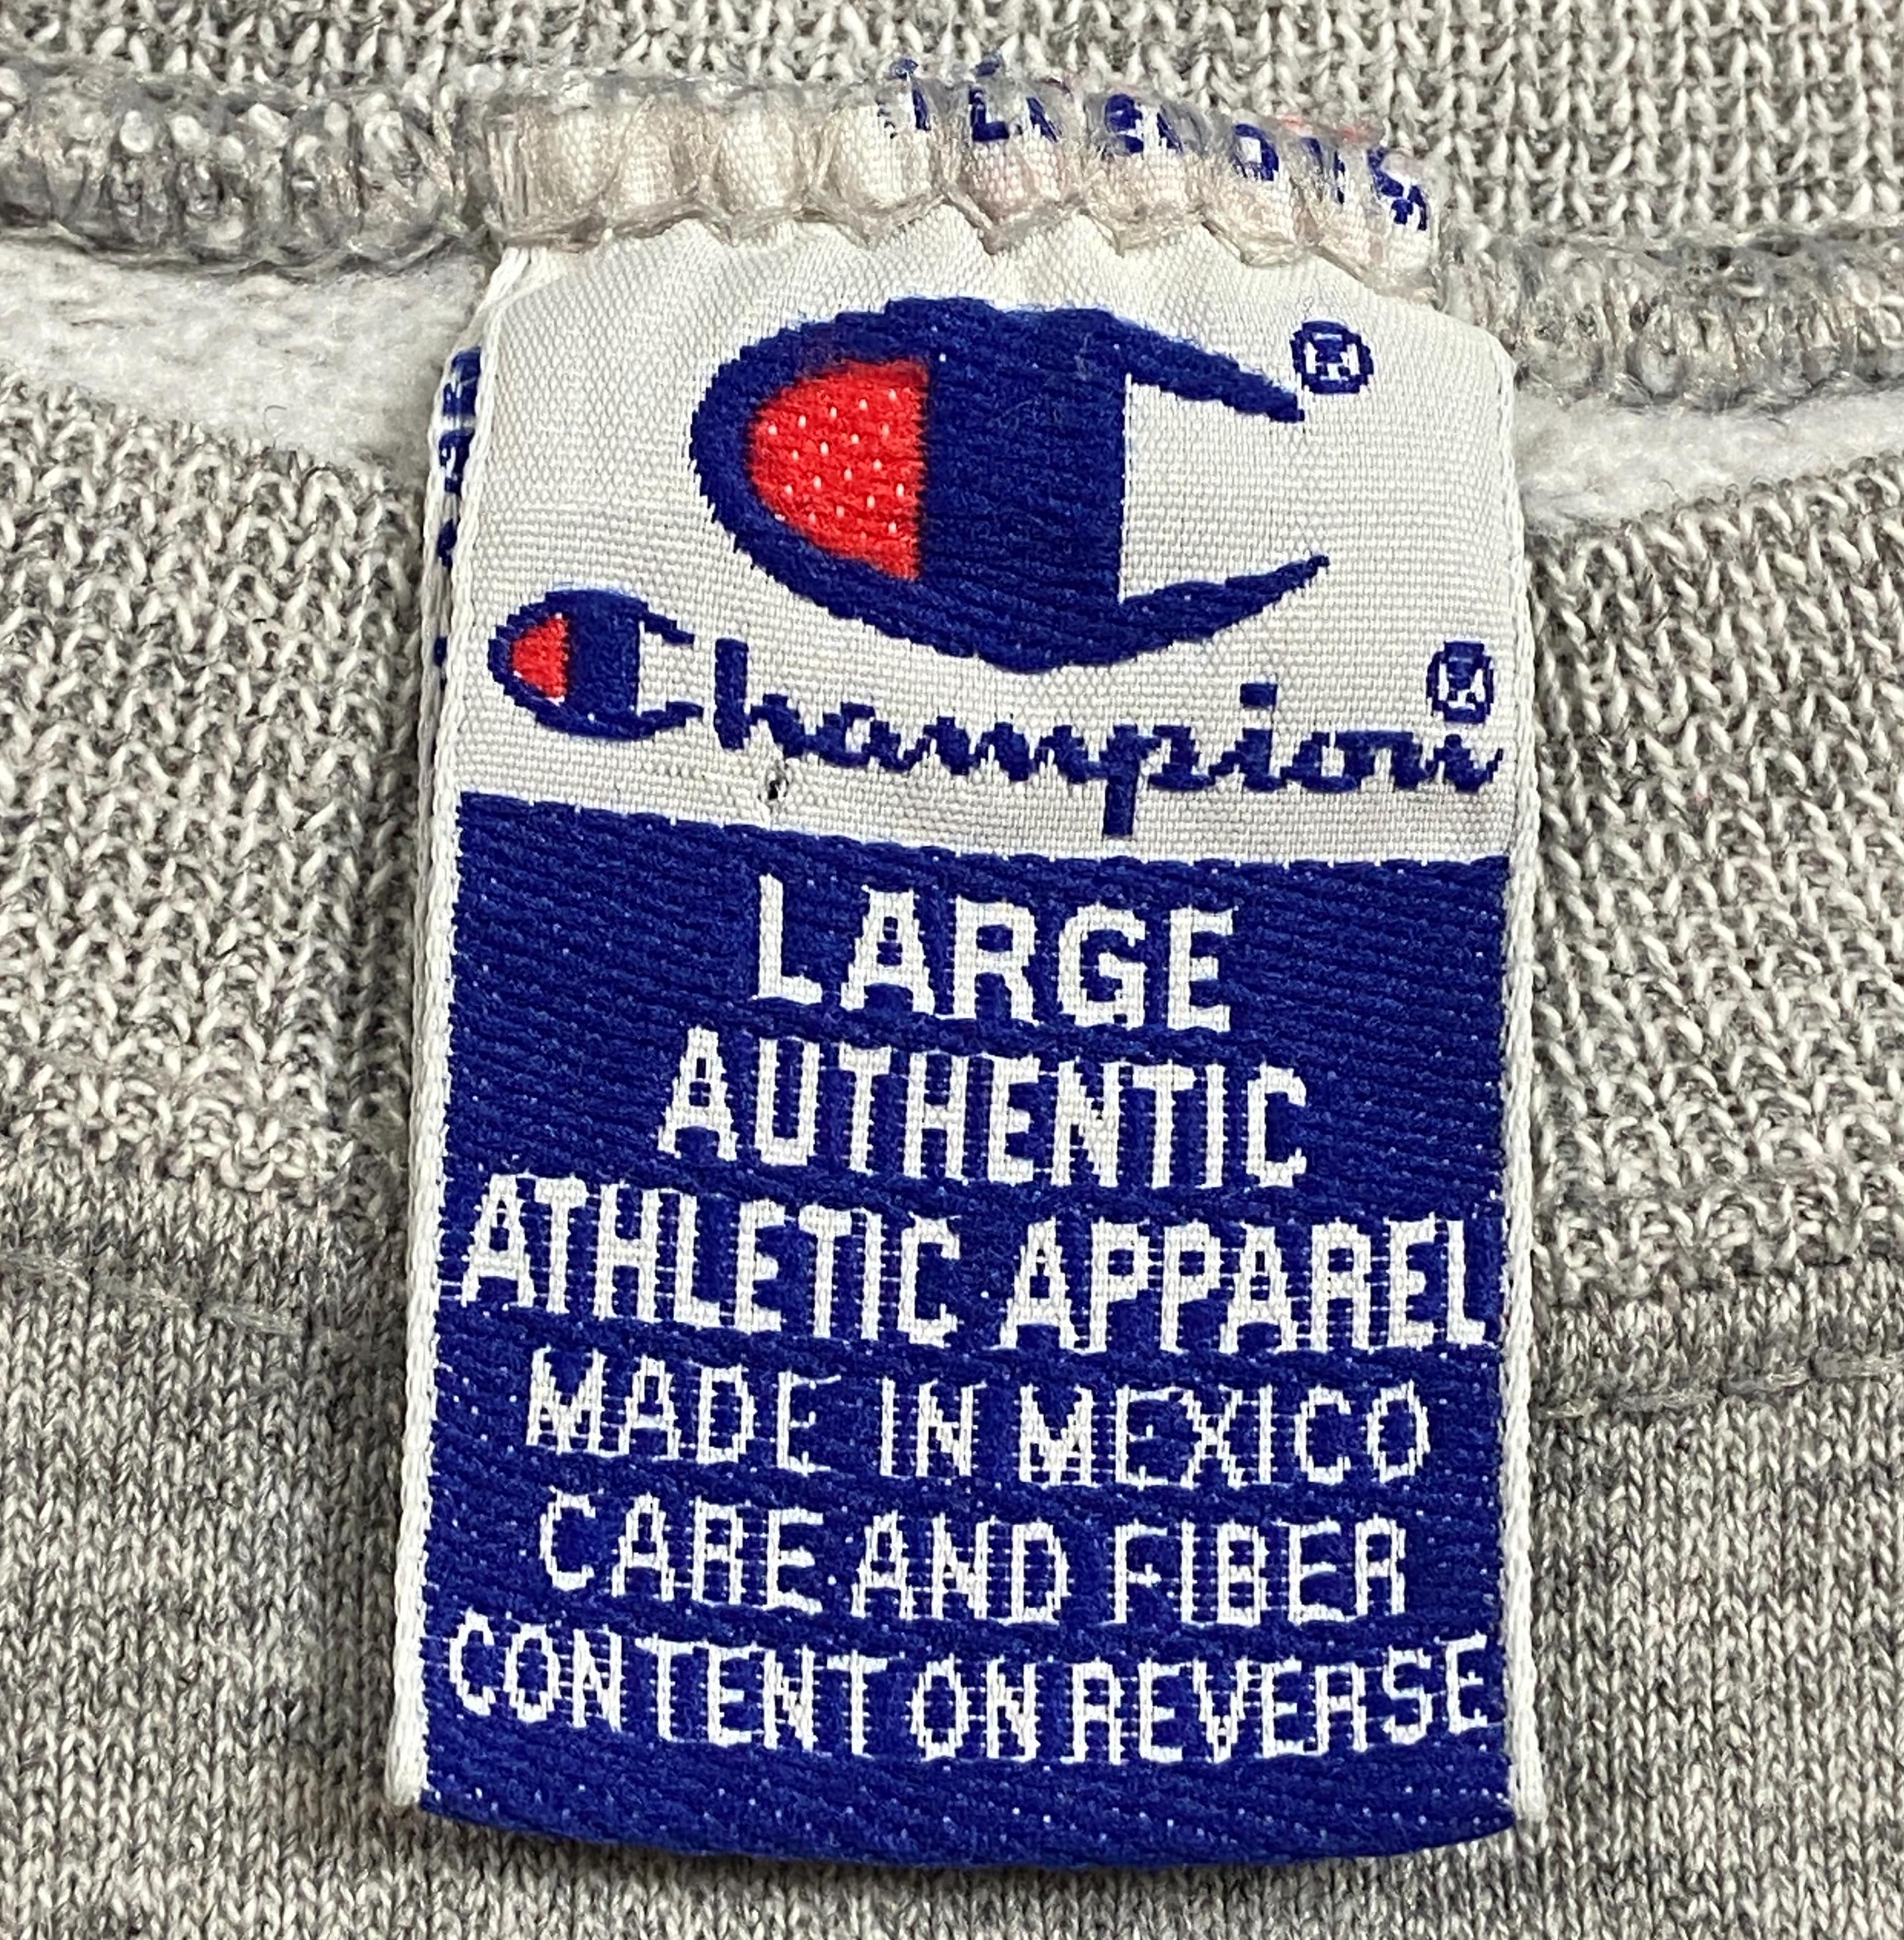 Champion®
LARGE
AUTHENTIC
ATHLETIC APPAREL
MADE IN MEXICO
CARE AND FIBER
CONTENT ON REVERSE